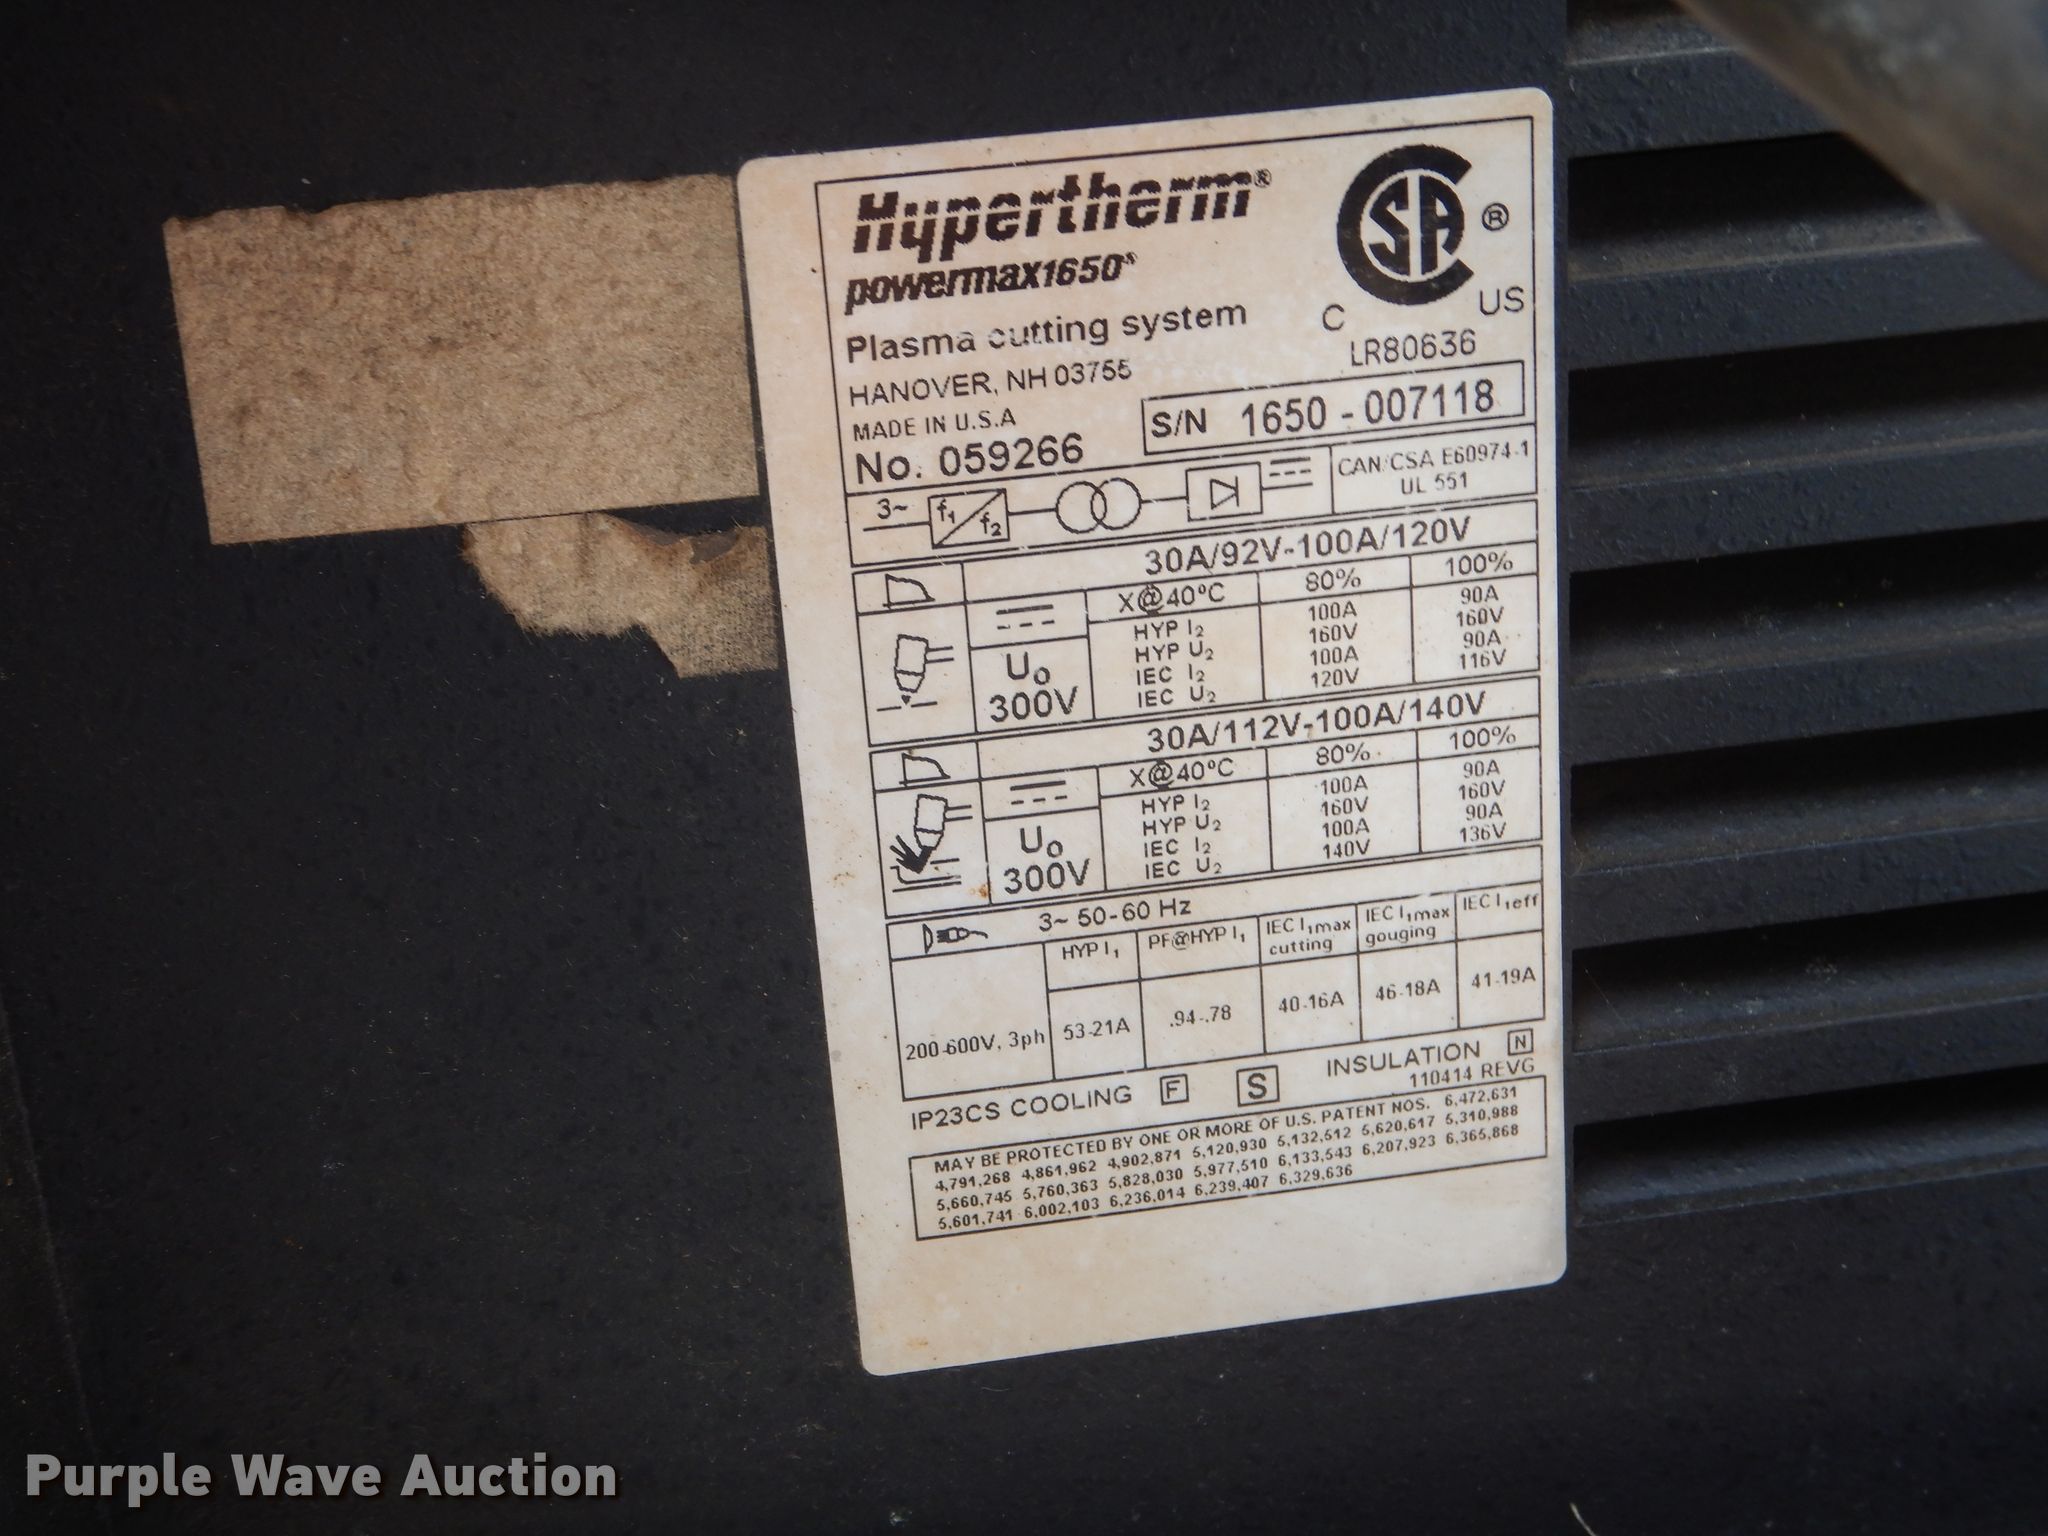 Hypertherm®
powermax1650®
Plasma cutting system
HANOVER, NH 03755
MADE IN U.S.A
No. 059266
CSA ®
C US
LR80636
S/N 1650 - 007118
3~ f1 f2
CAN/CSA E60974-1
UL 551
30A/92V-100A/120V
X@40ºC 80% 100%
HYP I2 100A 90A
HYP U2 160V 160V
IEC I2 100A 90A
IEC U2 120V 116V
U0
300V
30A/112V-100A/140V
X@40ºC 80% 100%
HYP I2 100A 90A
HYP U2 160V 160V
IEC I2 100A 90A
IEC U2 140V 136V
U0
300V
3~ 50-60 Hz
HYP I1 PF@HYP I1 IEC I1max cutting IEC I1max gouging IEC I1eff
200-600V, 3ph 53-21A .94-.78 40-16A 46-18A 41-19A
IP23CS COOLING F S INSULATION N
110414 REVG
MAY BE PROTECTED BY ONE OR MORE OF U.S. PATENT NOS. 6,472,631
4,791,268 4,861,962 4,902,871 5,120,930 5,132,512 5,620,617 5,310,988
5,660,745 5,760,363 5,828,030 5,977,510 6,133,543 6,207,923 6,365,868
5,601,741 6,002,103 6,236,014 6,239,407 6,329,636
Purple Wave Auction